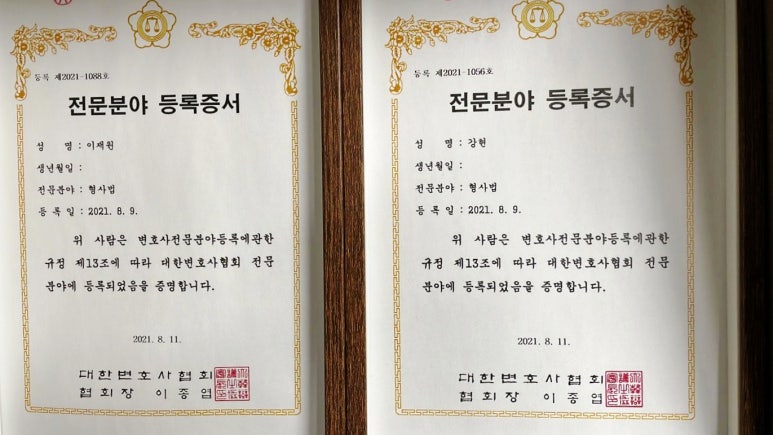 등록 제2021-1088호
전문분야 등록증서
성 명 : 이재원
생년월일 :
전문분야 : 형사법
등 록 일 : 2021. 8. 9.
위 사람은 변호사전문분야등록에관한
규정 제13조에 따라 대한변호사협회 전문
분야에 등록되었음을 증명합니다.
2021. 8. 11.
대한변호사협회
협회장 이종엽
등록 제2021-1056호
전문분야 등록증서
성 명 : 강현
생년월일 :
전문분야 : 형사법
등 록 일 : 2021. 8. 9.
위 사람은 변호사전문분야등록에관한
규정 제13조에 따라 대한변호사협회 전문
분야에 등록되었음을 증명합니다.
2021. 8. 11.
대한변호사협회
협회장 이종엽